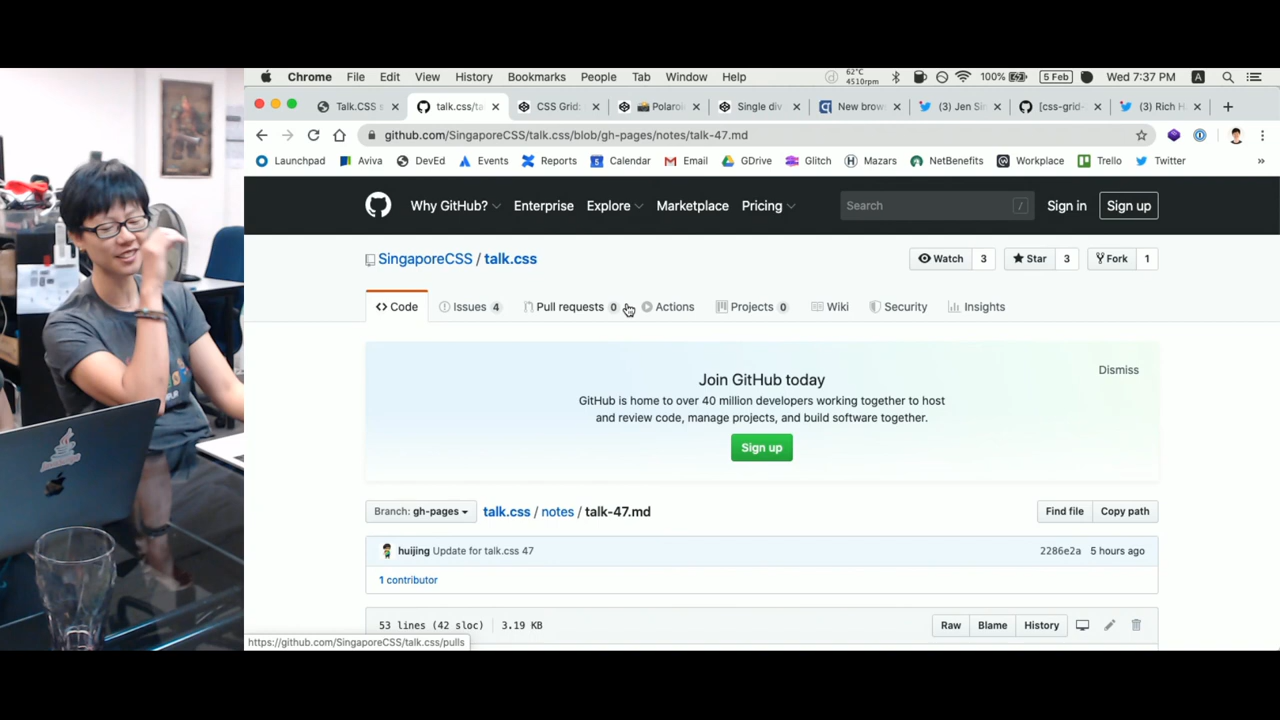 Chrome File Edit View History Bookmarks People Tab Window Help 62°C 4510rpm 100% 5 Feb Wed 7:37 PM A
Talk.CSS s talk.css/ta CSS Grid: Polaroi Single div New brow (3) Jen Si [css-grid- (3) Rich H
github.com/SingaporeCSS/talk.css/blob/gh-pages/notes/talk-47.md
Launchpad Aviva DevEd Events Reports Calendar Email GDrive Glitch Mazars NetBenefits Workplace Trello Twitter »
Why GitHub? Enterprise Explore Marketplace Pricing Search / Sign in Sign up
SingaporeCSS / talk.css Watch 3 Star 3 Fork 1
Code Issues 4 Pull requests 0 Actions Projects 0 Wiki Security Insights
Join GitHub today
Dismiss
GitHub is home to over 40 million developers working together to host
and review code, manage projects, and build software together.
Sign up
Branch: gh-pages talk.css / notes / talk-47.md Find file Copy path
huijing Update for talk.css 47 2286e2a 5 hours ago
1 contributor
53 lines (42 sloc) 3.19 KB Raw Blame History
https://github.com/SingaporeCSS/talk.css/pulls